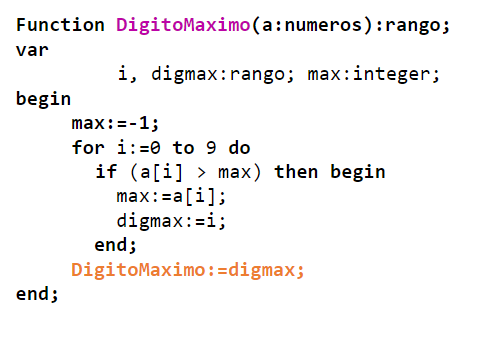 Function DigitoMaximo(a:numeros):rango;
var
i, digmax:rango; max:integer;
begin
max:=-1;
for i:=0 to 9 do
if (a[i] > max) then begin
max:=a[i];
digmax:=i;
end;
DigitoMaximo:=digmax;
end;